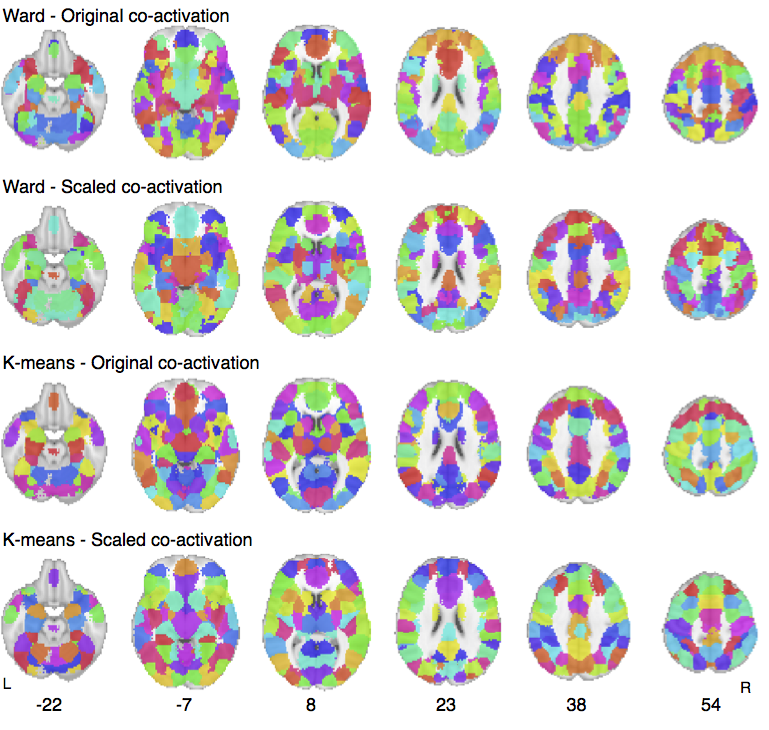 Ward - Original co-activation
Ward - Scaled co-activation
K-means - Original co-activation
K-means - Scaled co-activation
L R
-22 -7 8 23 38 54